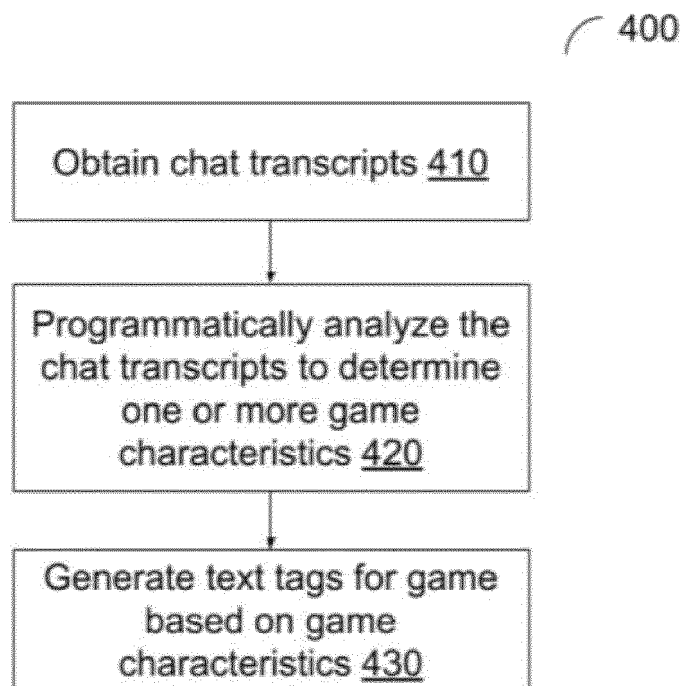 400
Obtain chat transcripts 410
Programmatically analyze the
chat transcripts to determine
one or more game
characteristics 420
Generate text tags for game
based on game
characteristics 430